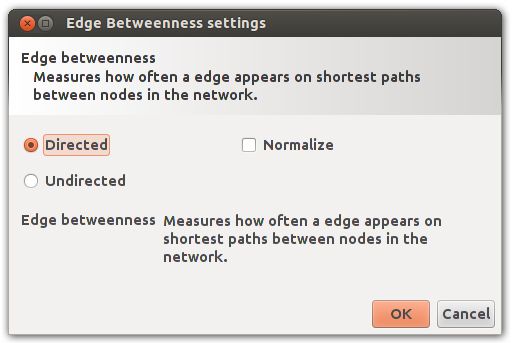 Edge Betweenness settings
Edge betweenness
Measures how often a edge appears on shortest paths
between nodes in the network.
Directed
Normalize
Undirected
Edge betweenness
Measures how often a edge appears on
shortest paths between nodes in the
network.
OK
Cancel